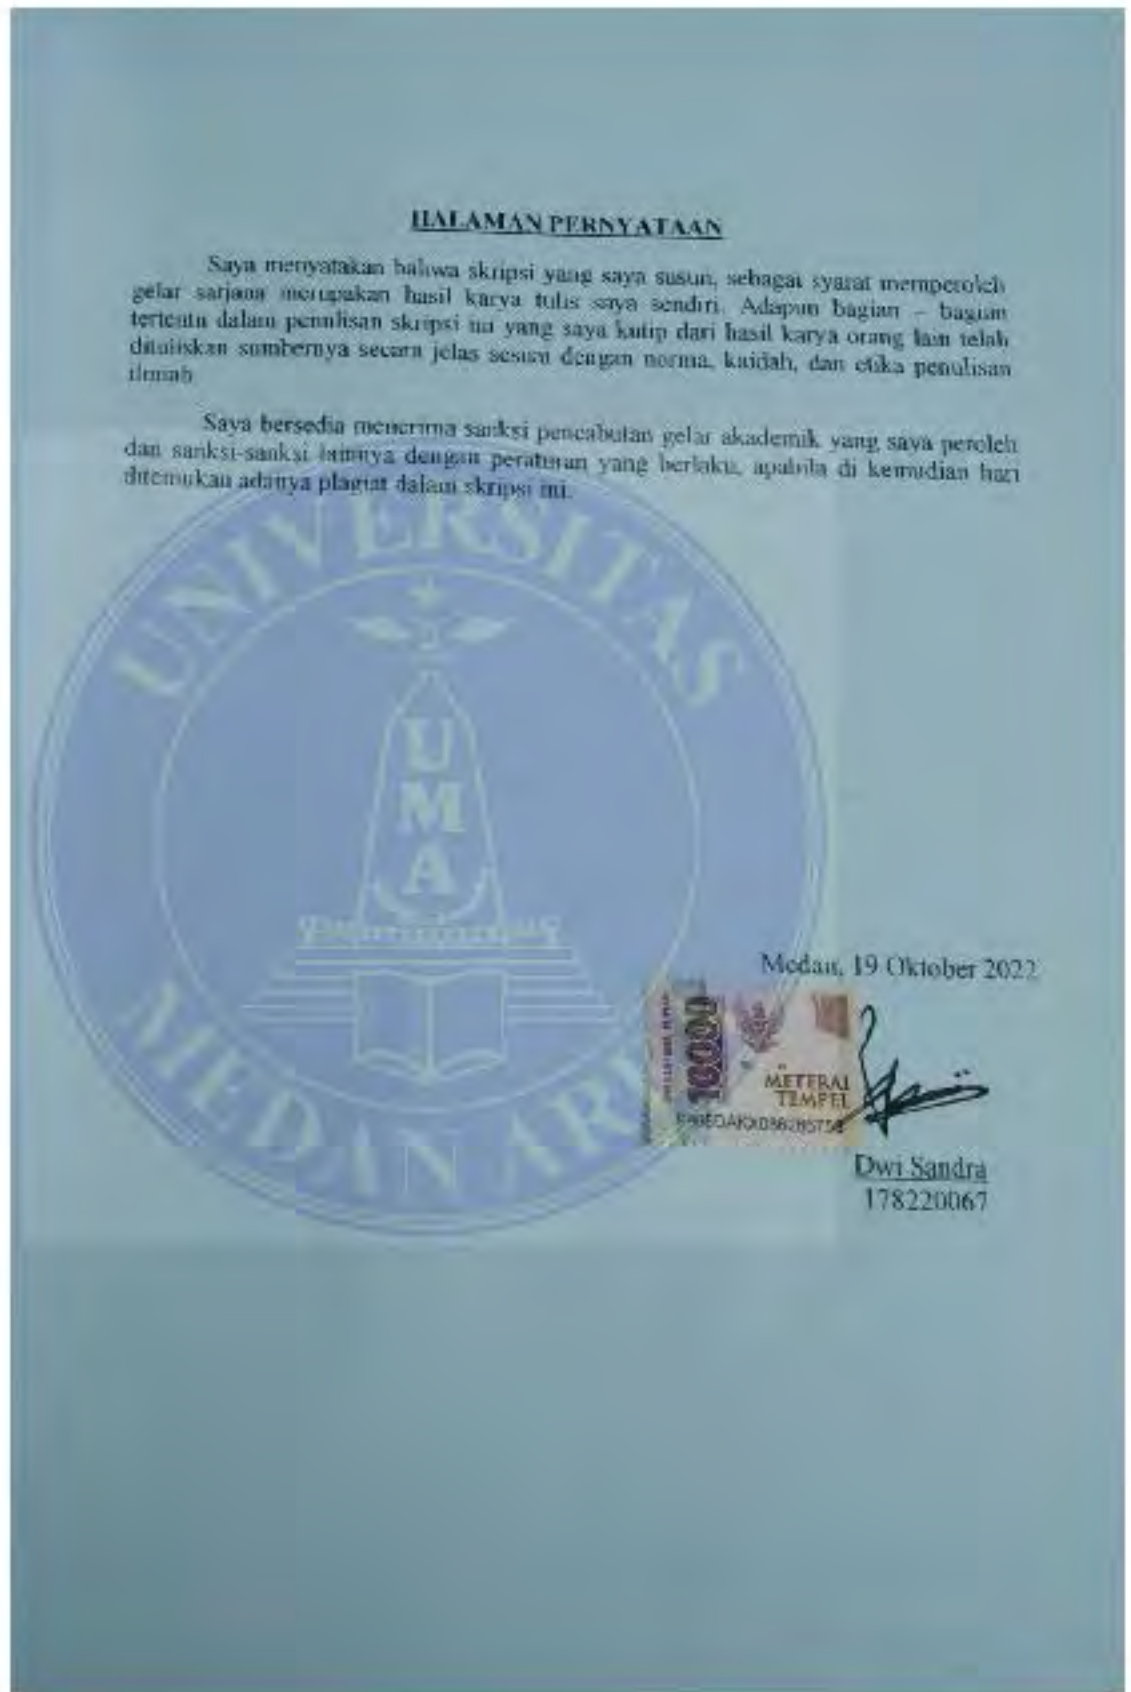 HALAMAN PERNYATAAN
Saya menyatakan bahwa skripsi yang saya susun, sebagai syarat memperoleh
gelar sarjana merupakan hasil karya tulis saya sendiri. Adapun bagian – bagian
tertentu dalam penulisan skripsi ini yang saya kutip dari hasil karya orang lain telah
dituliskan sumbernya secara jelas sesuai dengan norma, kaidah, dan etika penulisan
ilmiah
Saya bersedia menerima sanksi pencabutan gelar akademik yang saya peroleh
dan sanksi-sanksi lainnya dengan peraturan yang berlaku, apabila di kemudian hari
ditemukan adanya plagiat dalam skripsi ini.
UNIVERSITAS
U
M
A
MEDAN AR
Medan, 19 Oktober 2022
10000
METERAI
TEMPEL
Dwi Sandra
178220067